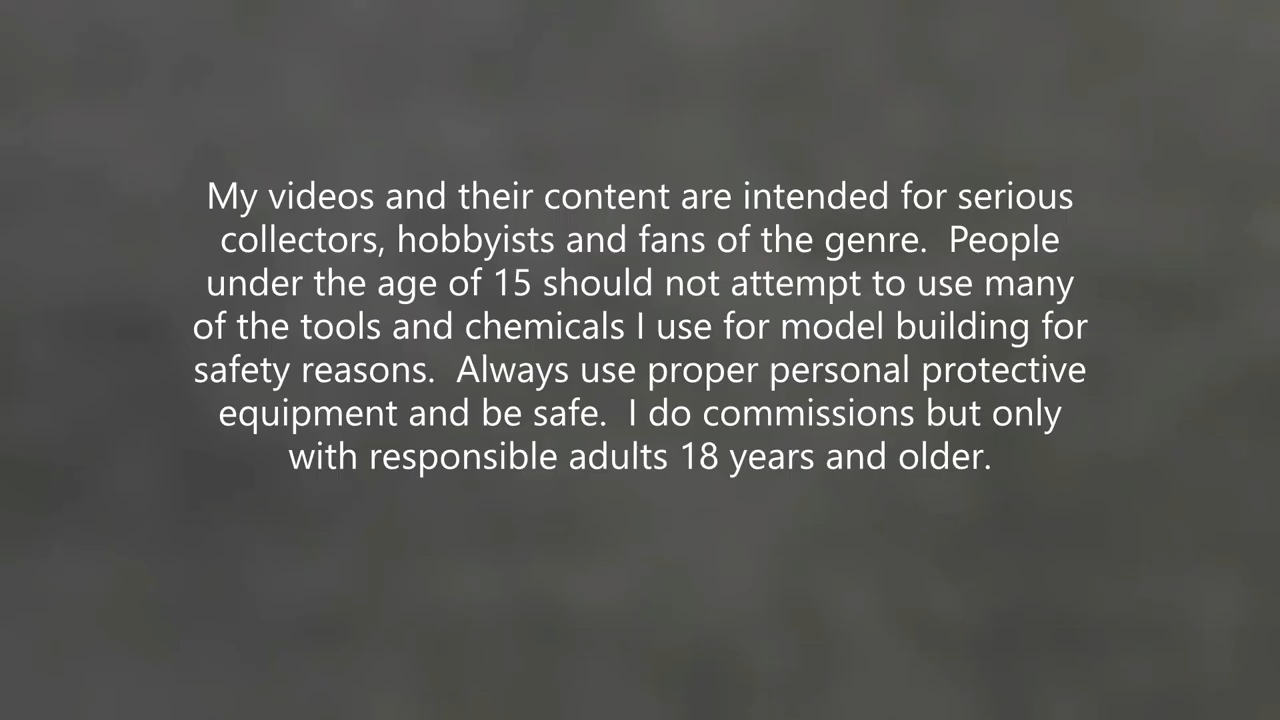 My videos and their content are intended for serious
collectors, hobbyists and fans of the genre.  People
under the age of 15 should not attempt to use many
of the tools and chemicals I use for model building for
safety reasons.  Always use proper personal protective
equipment and be safe.  I do commissions but only
with responsible adults 18 years and older.